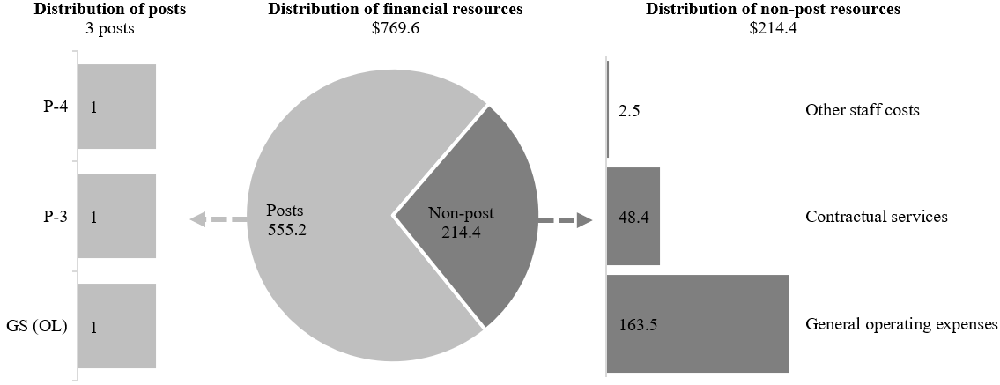 Distribution of posts
3 posts
P-4
1
P-3
1
GS (OL)
1
Distribution of financial resources
$769.6
Posts
555.2
Non-post
214.4
Distribution of non-post resources
$214.4
2.5
Other staff costs
48.4
Contractual services
163.5
General operating expenses